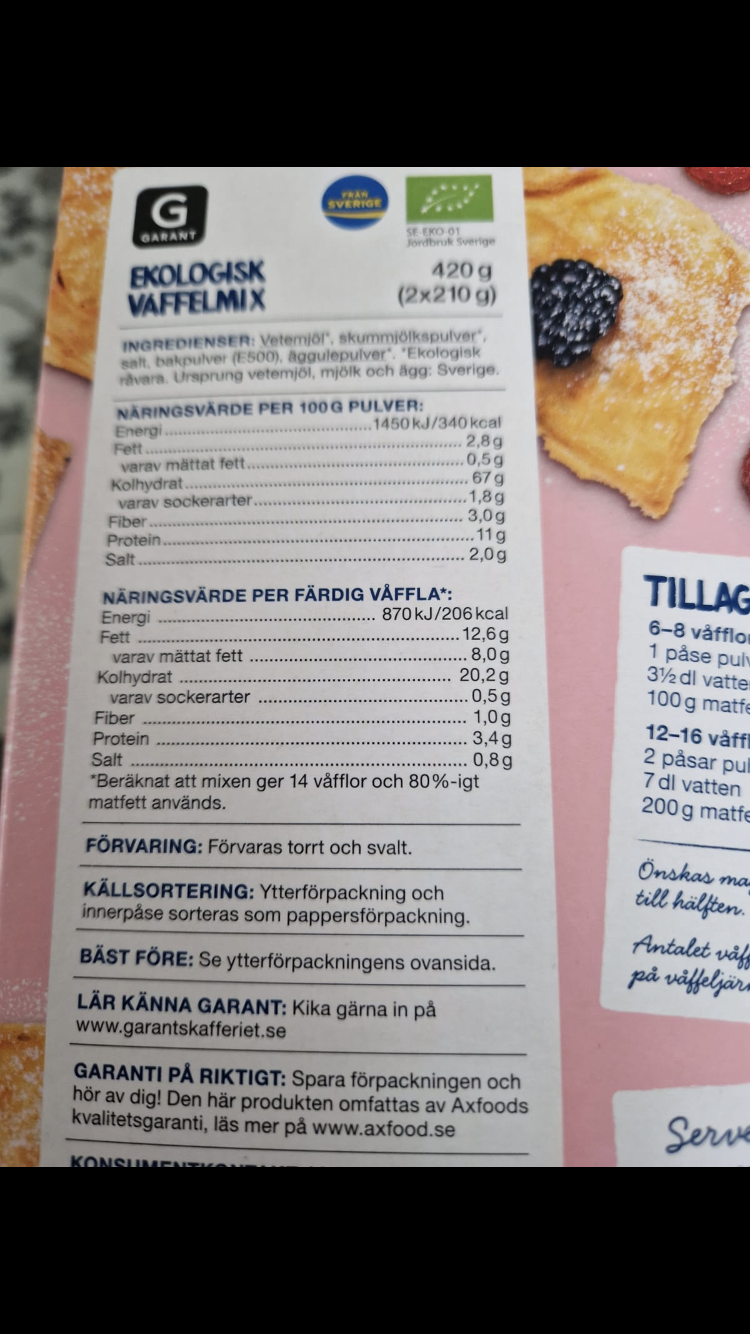 G
GARANT
FRÅN
SVERIGE
SE-EKO-01
Jordbruk Sverige
EKOLOGISK
VÅFFELMIX
420 g
(2x210 g)
INGREDIENSER: Vetemjöl*, skummjölkspulver*,
salt, bakpulver (E500), äggulepulver*. *Ekologisk
råvara. Ursprung vetemjöl, mjölk och ägg: Sverige.
NÄRINGSVÄRDE PER 100 G PULVER:
Energi 1450 kJ/340 kcal
Fett 2,8 g
varav mättat fett 0,5 g
Kolhydrat 67 g
varav sockerarter 1,8 g
Fiber 3,0 g
Protein 11 g
Salt 2,0 g
NÄRINGSVÄRDE PER FÄRDIG VÅFFLA*:
Energi 870 kJ/206 kcal
Fett 12,6 g
varav mättat fett 8,0 g
Kolhydrat 20,2 g
varav sockerarter 0,5 g
Fiber 1,0 g
Protein 3,4 g
Salt 0,8 g
*Beräknat att mixen ger 14 våfflor och 80%-igt
matfett används.
FÖRVARING: Förvaras torrt och svalt.
KÄLLSORTERING: Ytterförpackning och
innerpåse sorteras som pappersförpackning.
BÄST FÖRE: Se ytterförpackningens ovansida.
LÄR KÄNNA GARANT: Kika gärna in på
www.garantskafferiet.se
GARANTI PÅ RIKTIGT: Spara förpackningen och
hör av dig! Den här produkten omfattas av Axfoods
kvalitetsgaranti, läs mer på www.axfood.se
TILLAG
6–8 våfflo
1 påse pulv
3½ dl vatte
100 g matfe
12–16 våffl
2 påsar pul
7 dl vatten
200 g matfe
Önskas ma
till hälften.
Antalet våff
på våffeljär
Serve